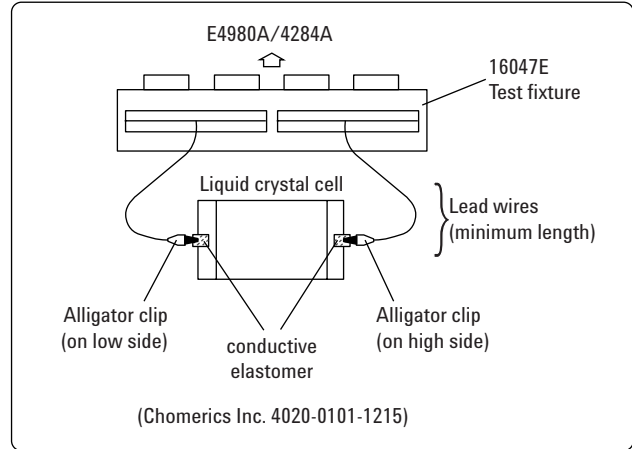 E4980A/4284A
16047E
Test fixture
Liquid crystal cell
Lead wires
(minimum length)
Alligator clip
(on low side)
conductive
elastomer
Alligator clip
(on high side)
(Chomerics Inc. 4020-0101-1215)